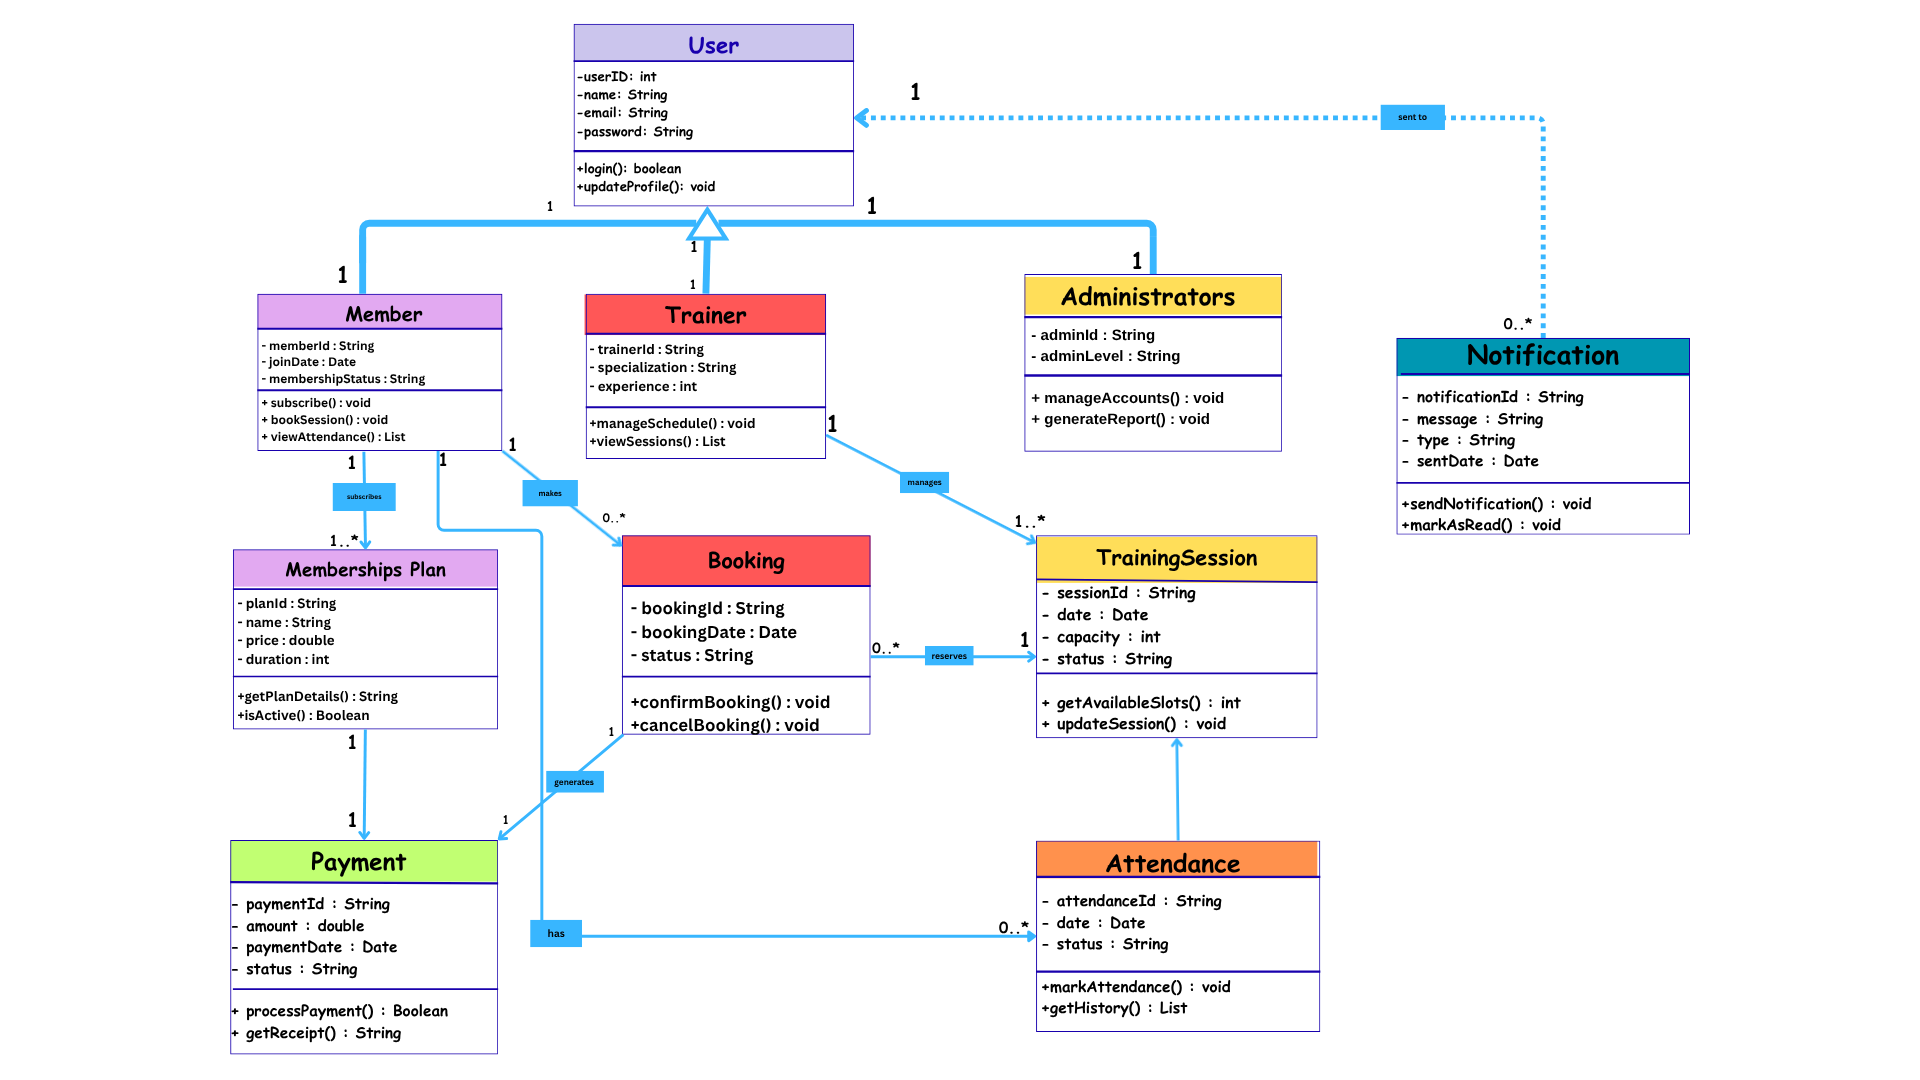 User
-userID: int
-name: String
-email: String
-password: String
+login(): boolean
+updateProfile(): void
1
sent to
0..*
1
1
1
1
1
1
Member
- memberId : String
- joinDate : Date
- membershipStatus : String
+ subscribe() : void
+ bookSession() : void
+ viewAttendance() : List
Trainer
- trainerId : String
- specialization : String
- experience : int
+manageSchedule() : void
+viewSessions() : List
Administrators
- adminId : String
- adminLevel : String
+ manageAccounts() : void
+ generateReport() : void
Notification
- notificationId : String
- message : String
- type : String
- sentDate : Date
+sendNotification() : void
+markAsRead() : void
1
subscribes
1..*
1
1
makes
0..*
1
manages
1..*
Memberships Plan
- planId : String
- name : String
- price : double
- duration : int
+getPlanDetails() : String
+isActive() : Boolean
Booking
- bookingId : String
- bookingDate : Date
- status : String
+confirmBooking() : void
+cancelBooking() : void
0..*
reserves
1
TrainingSession
- sessionId : String
- date : Date
- capacity : int
- status : String
+ getAvailableSlots() : int
+ updateSession() : void
1
1
1
generates
1
Payment
- paymentId : String
- amount : double
- paymentDate : Date
- status : String
+ processPayment() : Boolean
+ getReceipt() : String
has
0..*
Attendance
- attendanceId : String
- date : Date
- status : String
+markAttendance() : void
+getHistory() : List